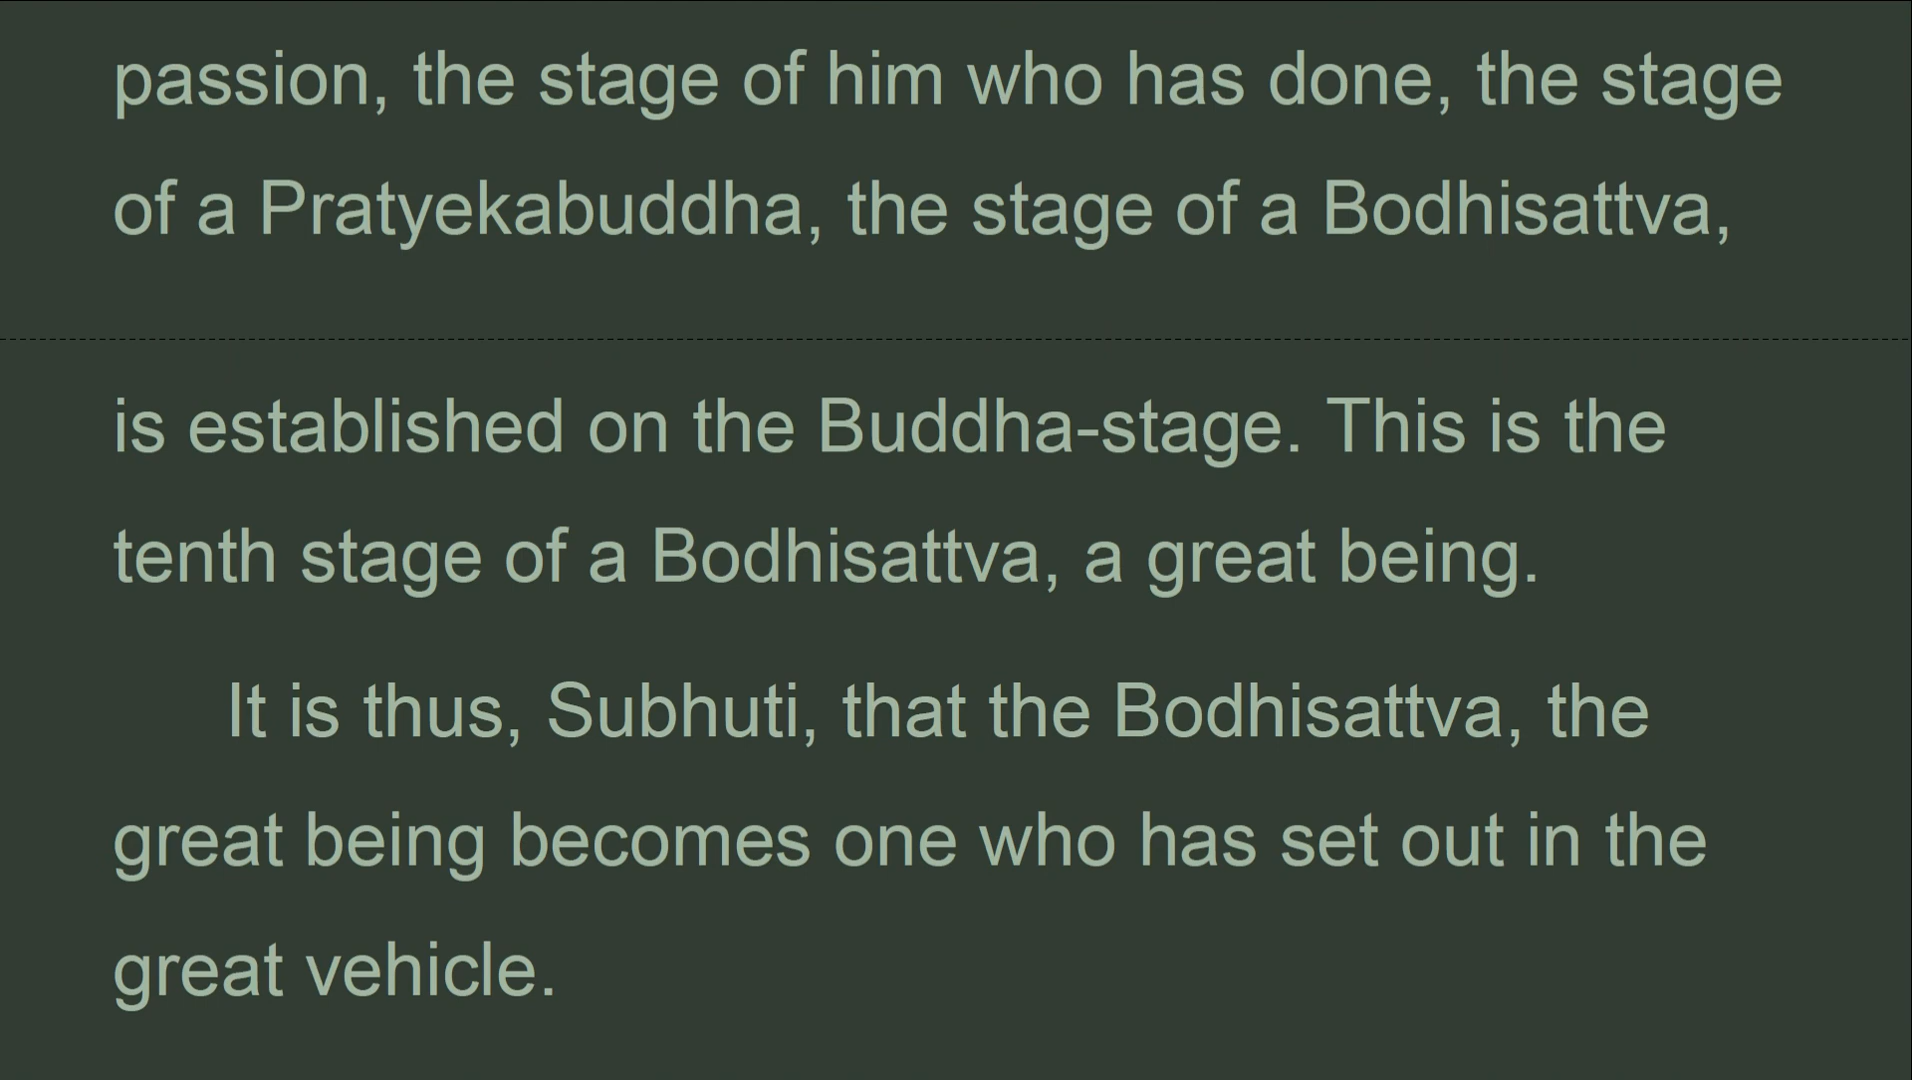 passion, the stage of him who has done, the stage
of a Pratyekabuddha, the stage of a Bodhisattva,
is established on the Buddha-stage. This is the
tenth stage of a Bodhisattva, a great being.
It is thus, Subhuti, that the Bodhisattva, the
great being becomes one who has set out in the
great vehicle.